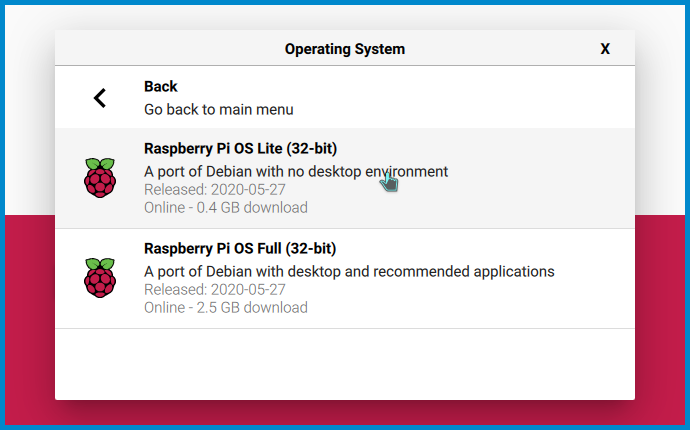 Operating System
X
Back
Go back to main menu
Raspberry Pi OS Lite (32-bit)
A port of Debian with no desktop environment
Released: 2020-05-27
Online - 0.4 GB download
Raspberry Pi OS Full (32-bit)
A port of Debian with desktop and recommended applications
Released: 2020-05-27
Online - 2.5 GB download